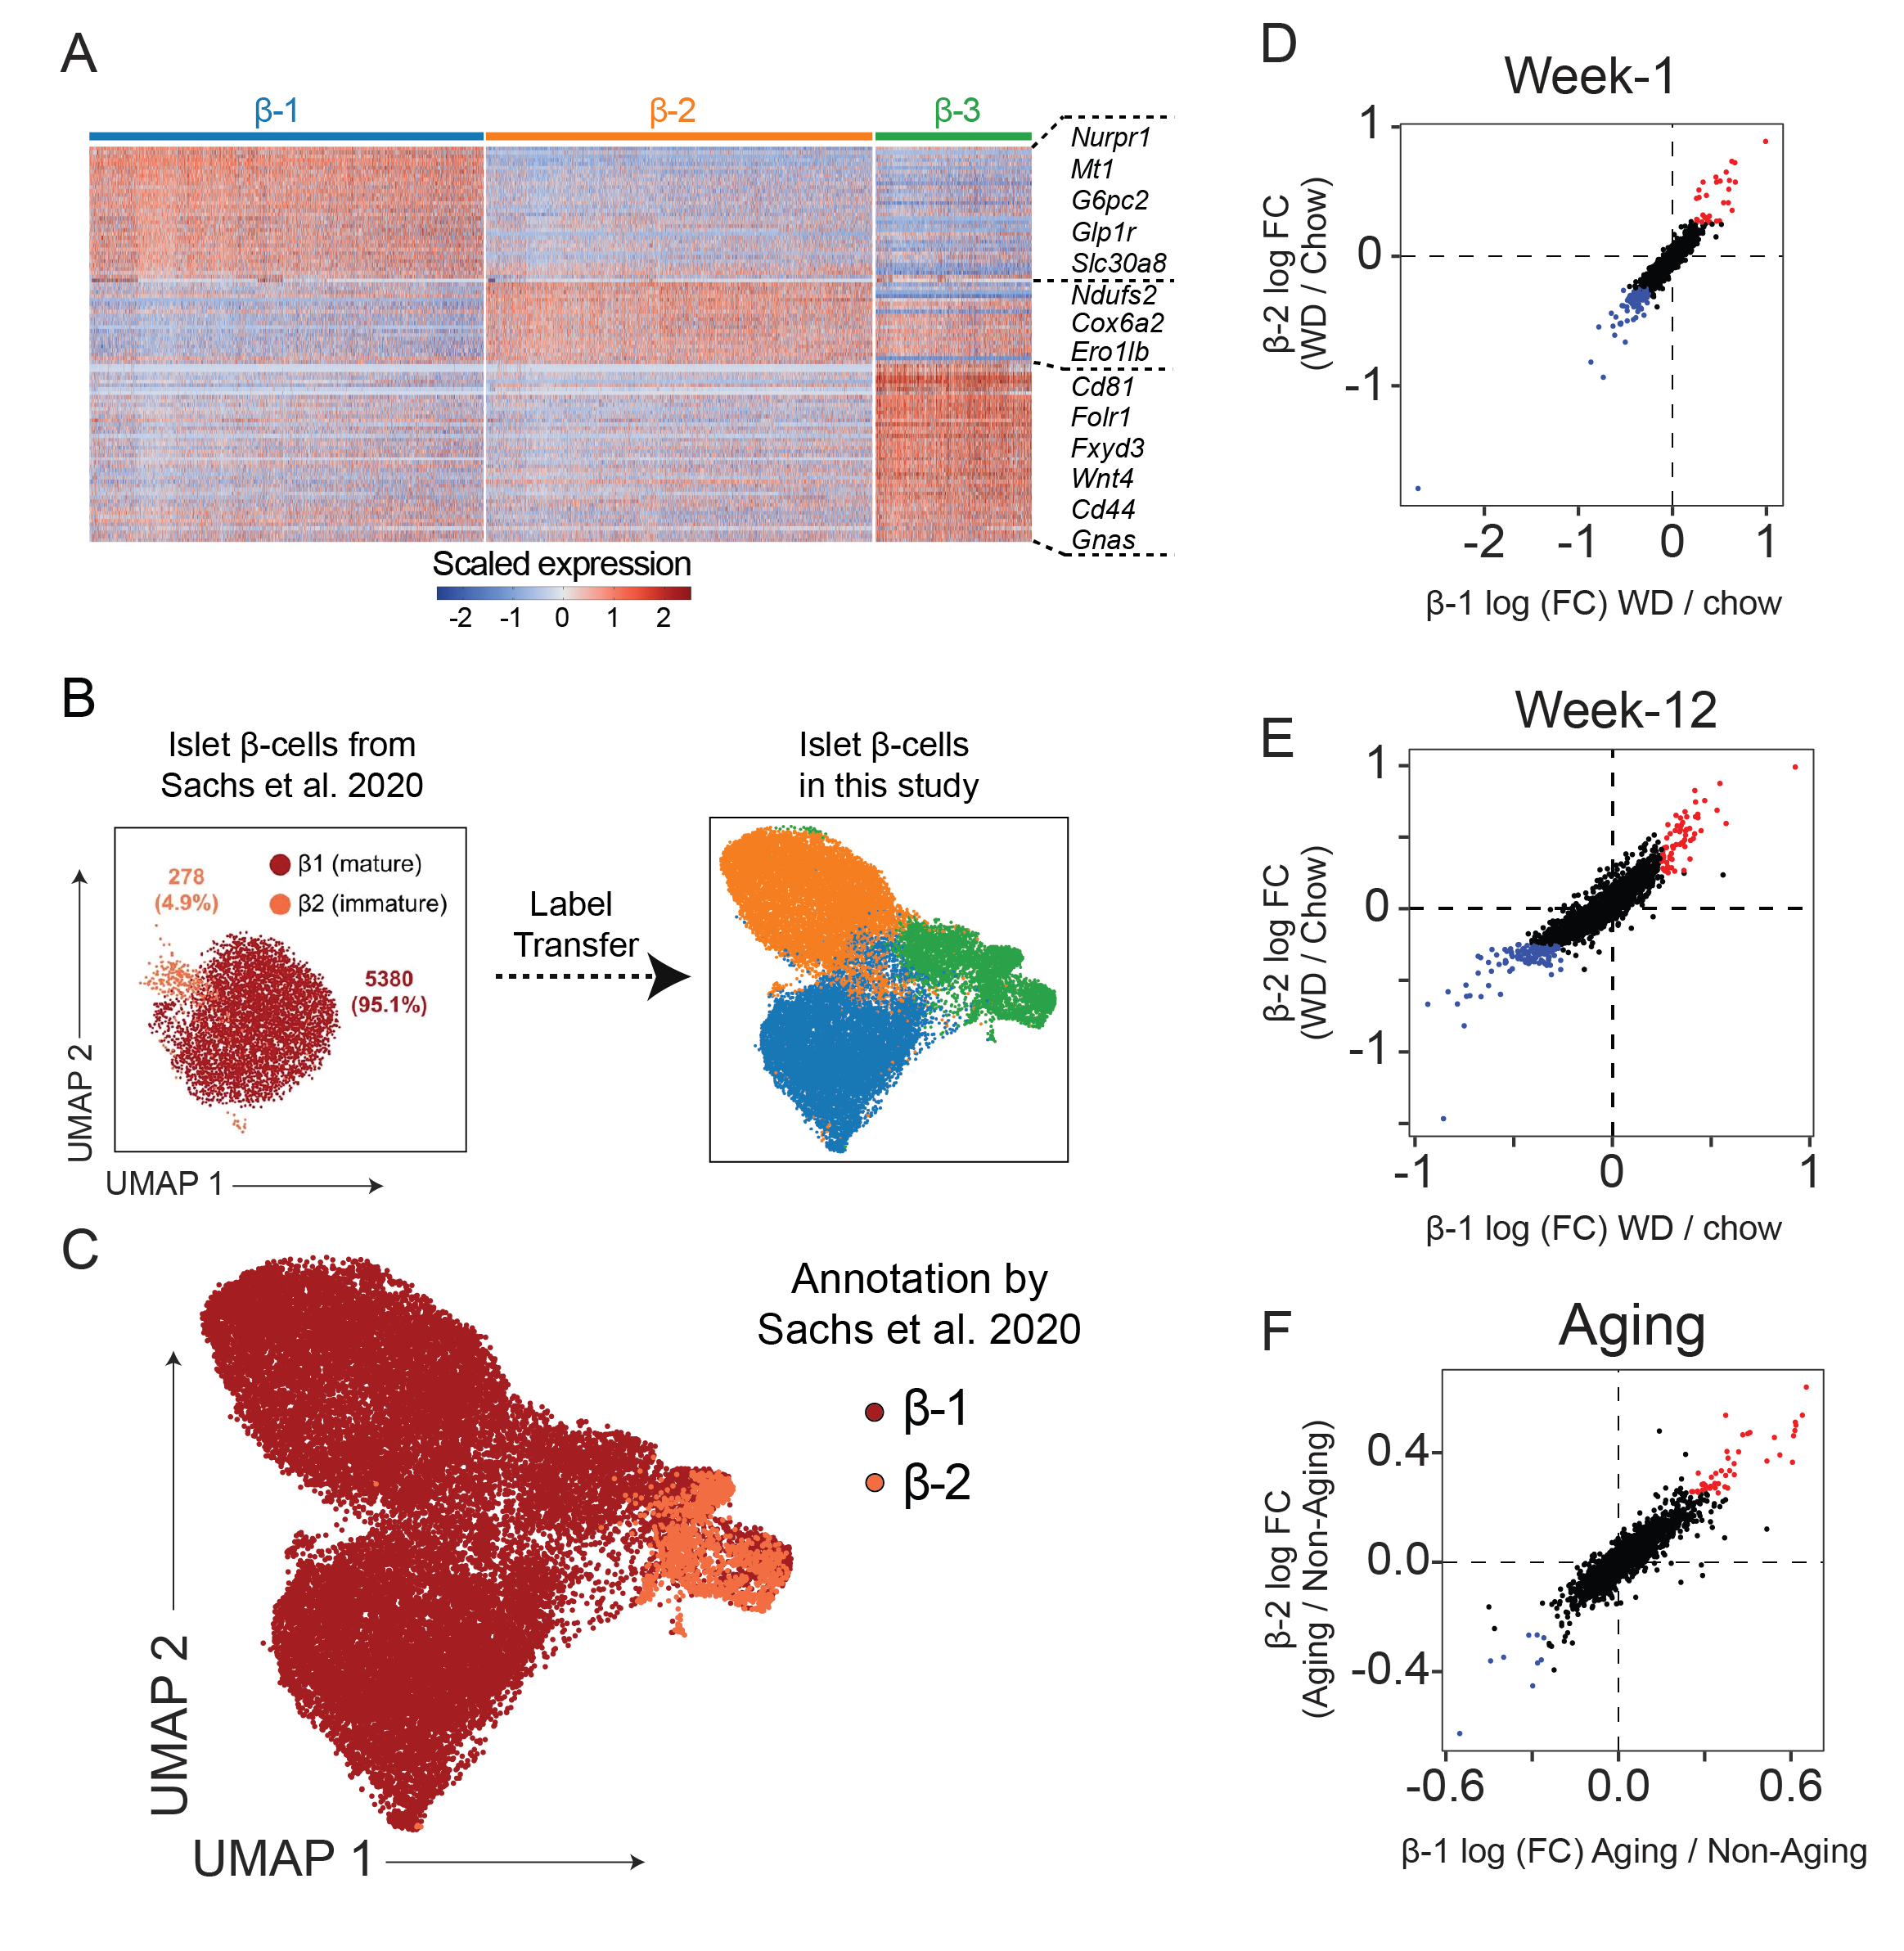 A
β-1
β-2
β-3
Nurpr1
Mt1
G6pc2
Glp1r
Slc30a8
Ndufs2
Cox6a2
Ero1lb
Cd81
Folr1
Fxyd3
Wnt4
Cd44
Gnas
Scaled expression
-2 -1 0 1 2
B
Islet β-cells from
Sachs et al. 2020
278
(4.9%)
β1 (mature)
β2 (immature)
5380
(95.1%)
UMAP 2
UMAP 1
Label
Transfer
Islet β-cells
in this study
C
Annotation by
Sachs et al. 2020
β-1
β-2
UMAP 2
UMAP 1
D
Week-1
β-2 log FC
(WD / Chow)
1
0
-1
-2 -1 0 1
β-1 log (FC) WD / chow
E
Week-12
β-2 log FC
(WD / Chow)
1
0
-1
-1 0 1
β-1 log (FC) WD / chow
F
Aging
β-2 log FC
(Aging / Non-Aging)
0.4
0.0
-0.4
-0.6 0.0 0.6
β-1 log (FC) Aging / Non-Aging